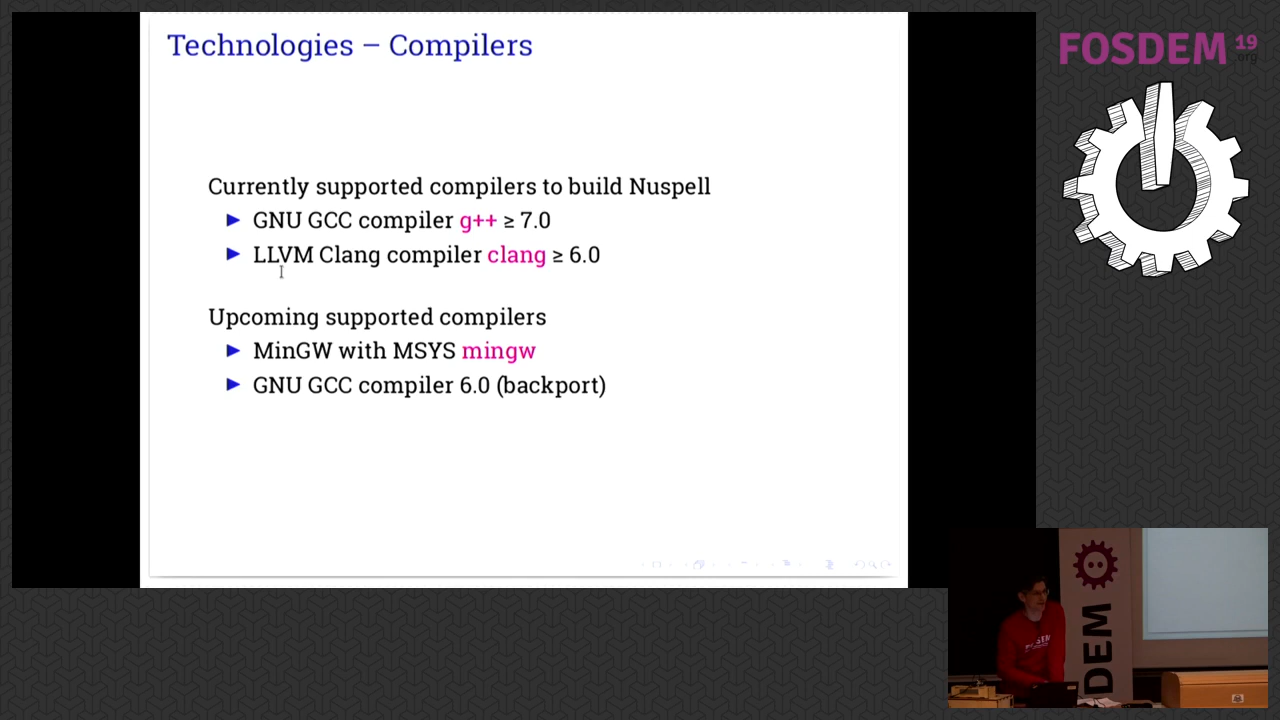 Technologies – Compilers
FOSDEM 19
.org
Currently supported compilers to build Nuspell
► GNU GCC compiler g++ ≥ 7.0
► LLVM Clang compiler clang ≥ 6.0
Upcoming supported compilers
► MinGW with MSYS mingw
► GNU GCC compiler 6.0 (backport)
DEM